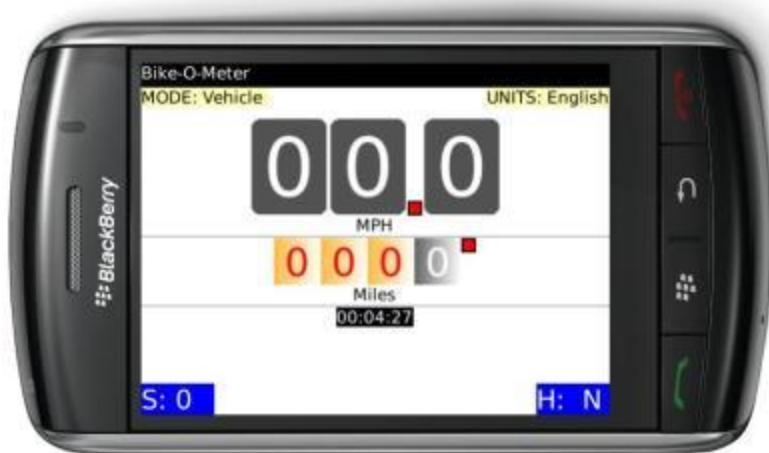 BlackBerry
Bike-O-Meter
MODE: Vehicle UNITS: English
00.0
MPH
0000
Miles
00:04:27
S: 0 H: N